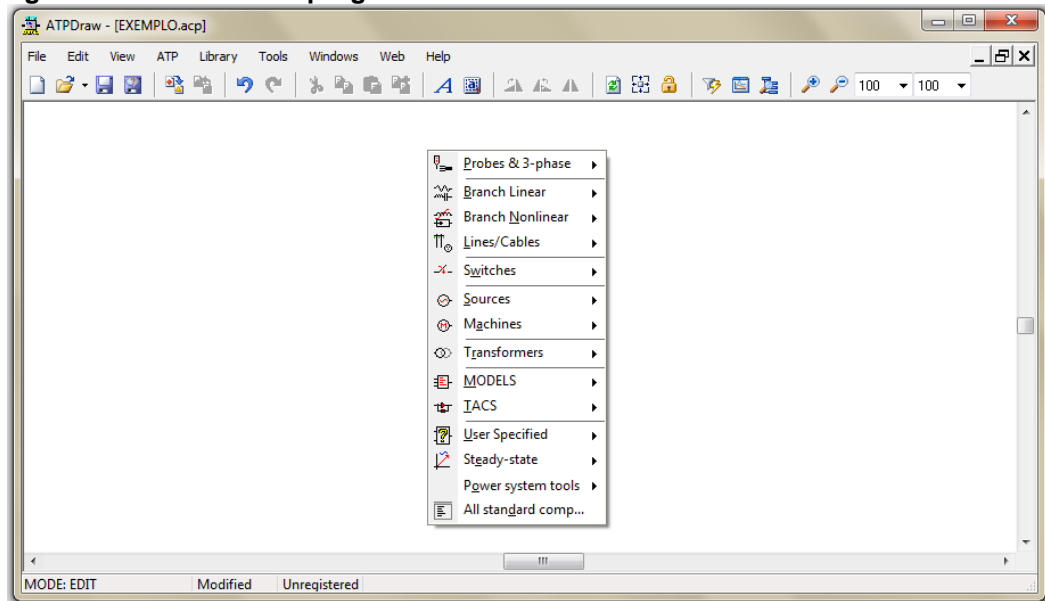 ATPDraw - [EXEMPLO.acp]
File Edit View ATP Library Tools Windows Web Help
A 100 100
Probes & 3-phase
Branch Linear
Branch Nonlinear
Lines/Cables
Switches
Sources
Machines
Transformers
MODELS
TACS
User Specified
Steady-state
Power system tools
All standard comp...
MODE: EDIT Modified Unregistered